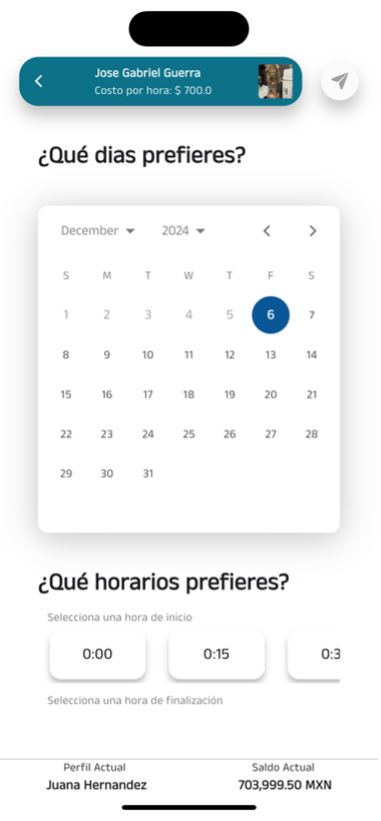 Jose Gabriel Guerra
Costo por hora: $ 700.0
¿Qué dias prefieres?
December 2024
S M T W T F S
1 2 3 4 5 6 7
8 9 10 11 12 13 14
15 16 17 18 19 20 21
22 23 24 25 26 27 28
29 30 31
¿Qué horarios prefieres?
Selecciona una hora de inicio
0:00 0:15 0:3
Selecciona una hora de finalización
Perfil Actual Saldo Actual
Juana Hernandez 703,999.50 MXN